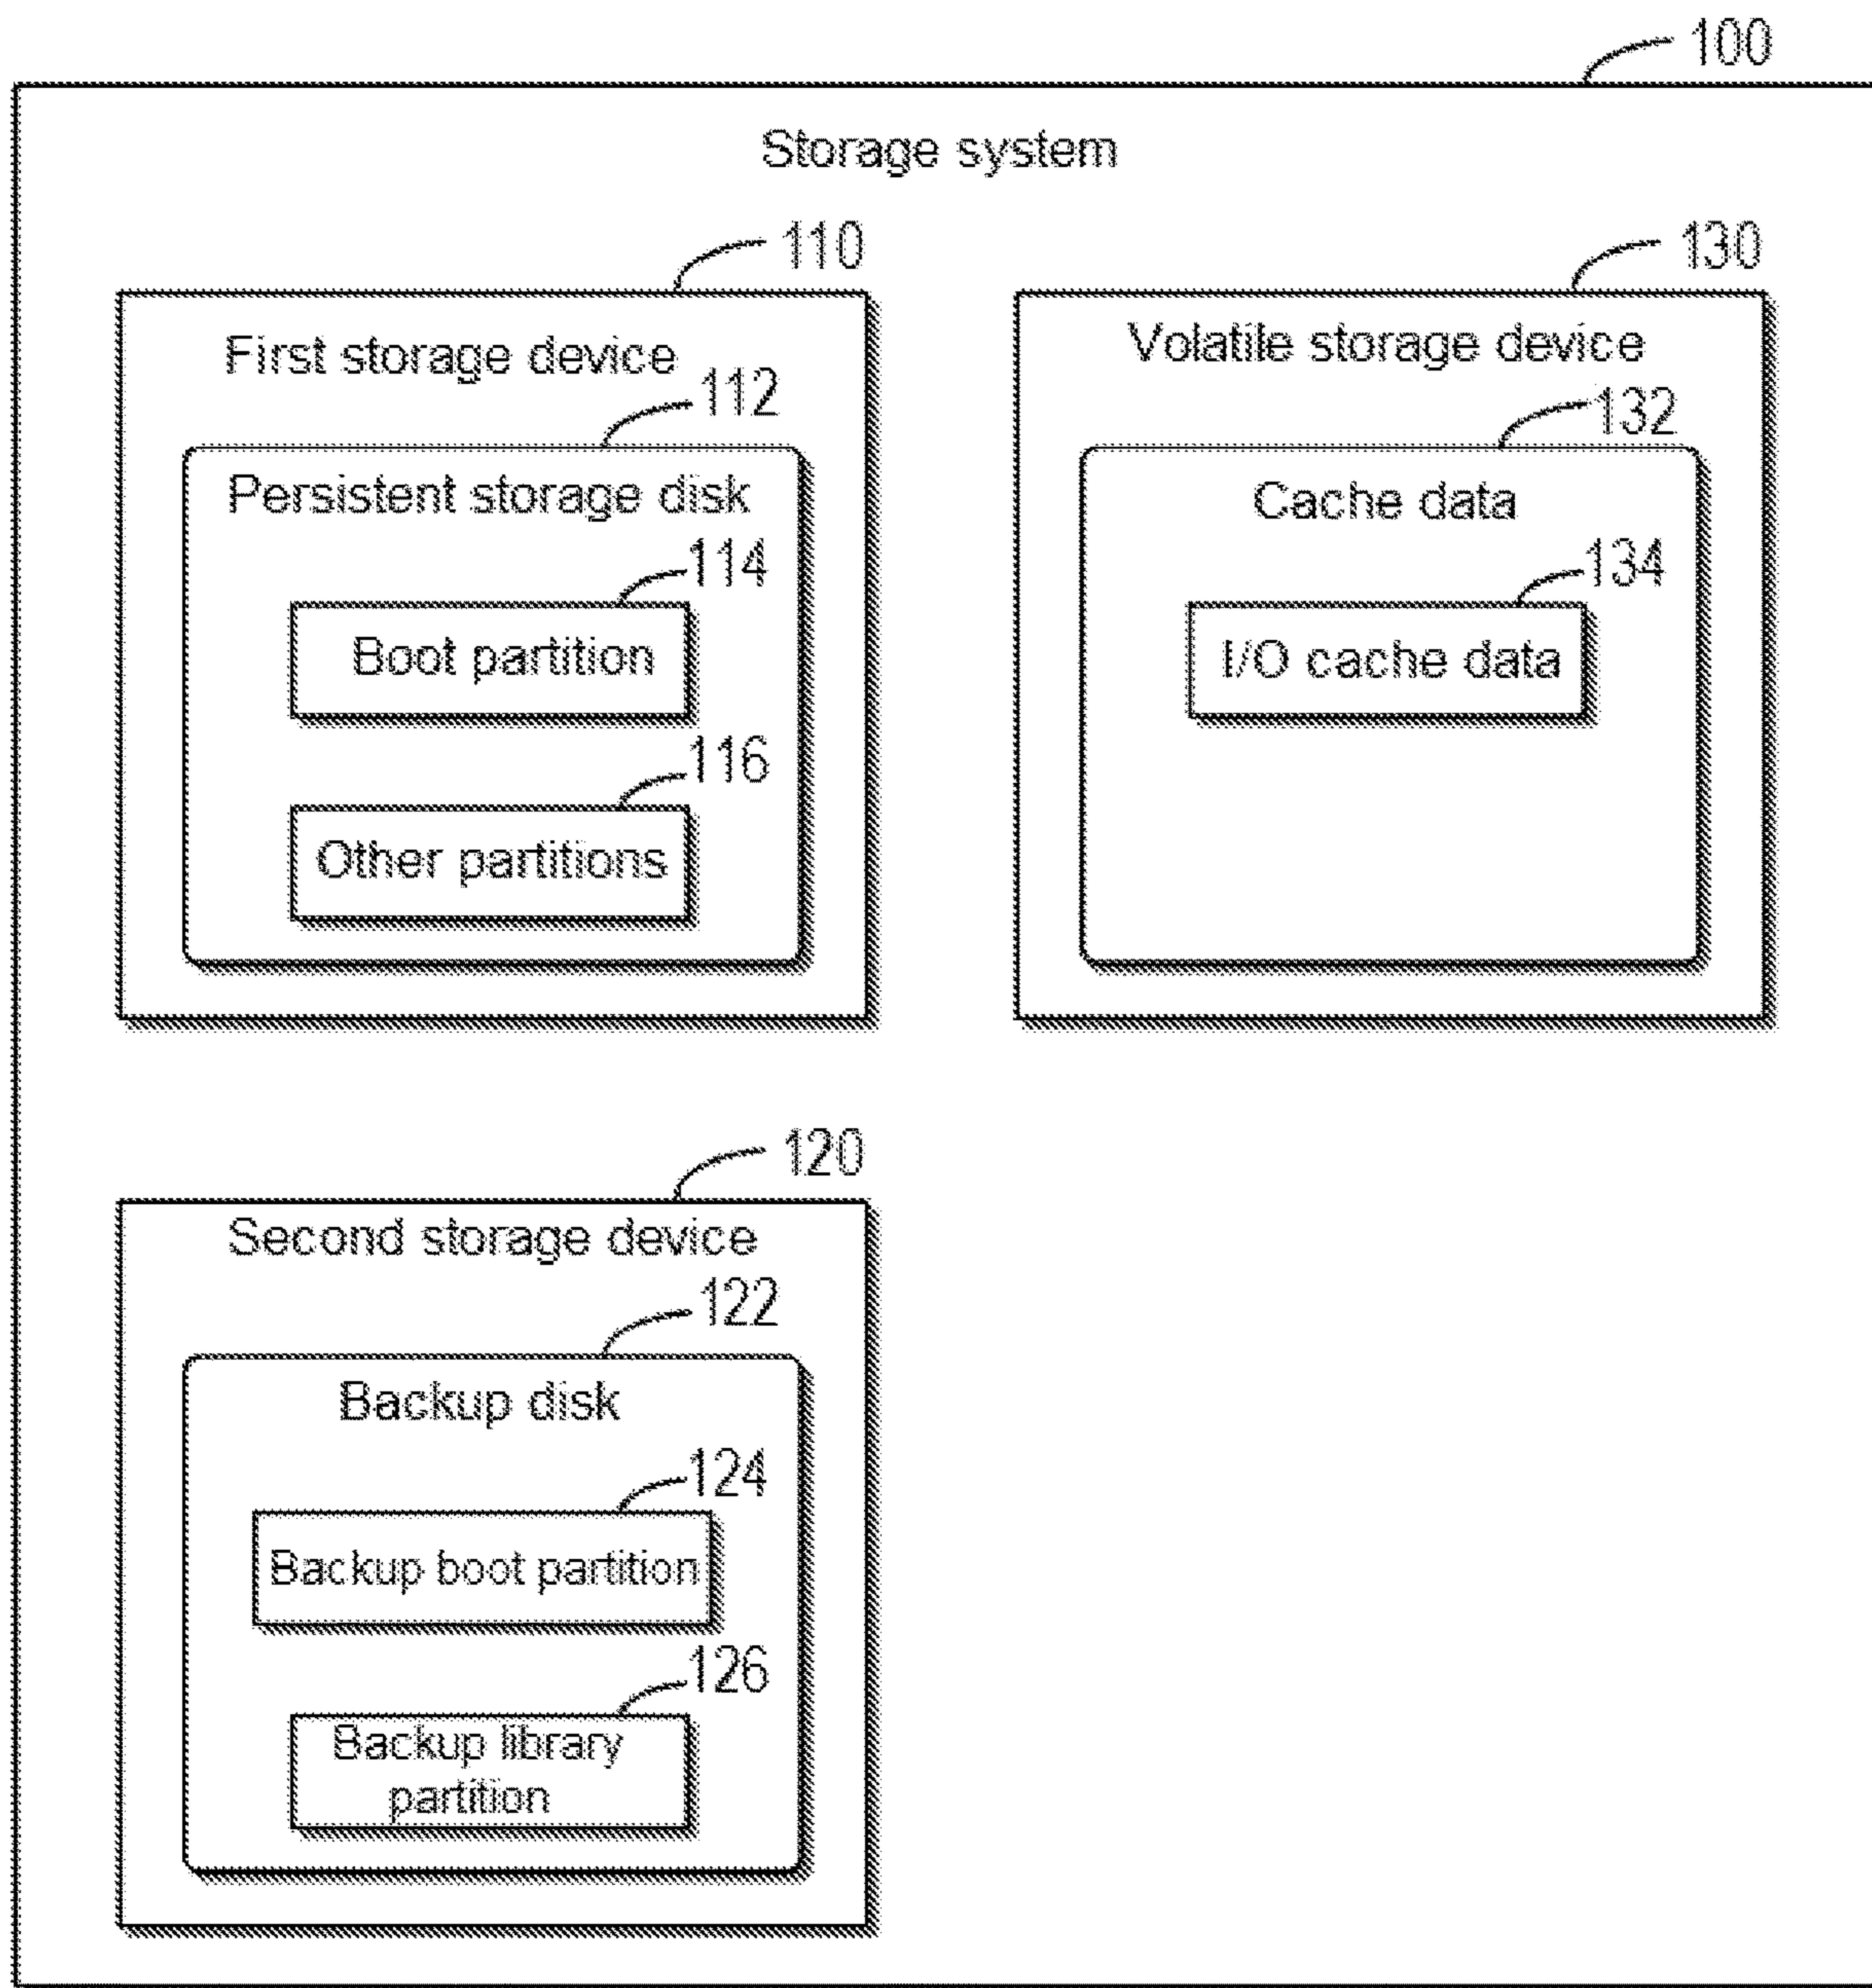 100
Storage system
110
First storage device
112
Persistent storage disk
114
Boot partition
116
Other partitions
130
Volatile storage device
132
Cache data
134
I/O cache data
120
Second storage device
122
Backup disk
124
Backup boot partition
126
Backup library
partition